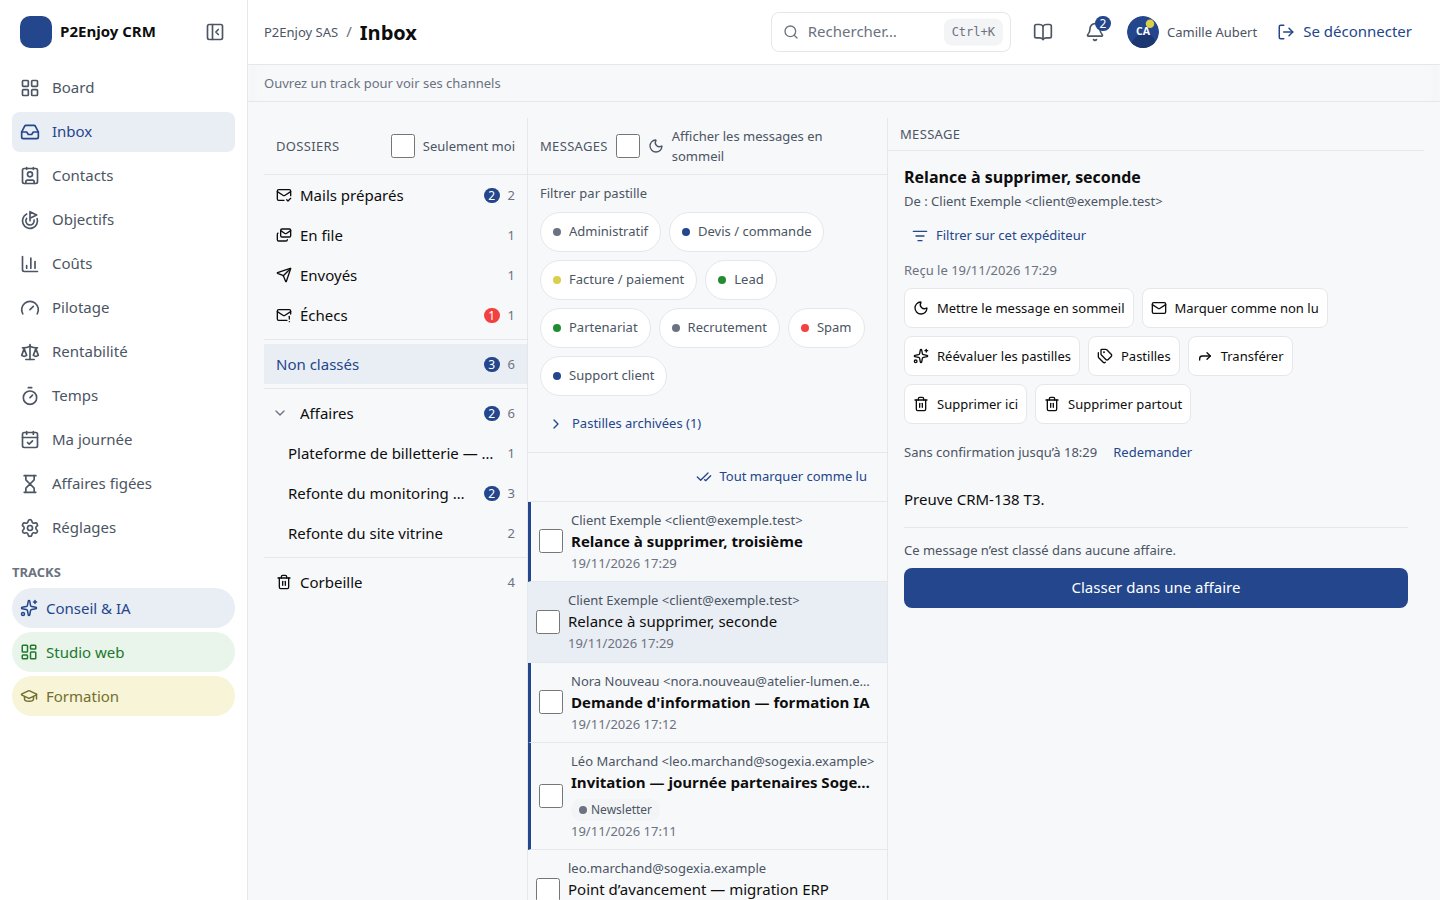 P2Enjoy CRM
Board
Inbox
Contacts
Objectifs
Coûts
Pilotage
Rentabilité
Temps
Ma journée
Affaires figées
Réglages
TRACKS
Conseil & IA
Studio web
Formation
P2Enjoy SAS / Inbox
Rechercher... Ctrl+K
2
CA Camille Aubert
Se déconnecter
Ouvrez un track pour voir ses channels
DOSSIERS Seulement moi
Mails préparés 2 2
En file 1
Envoyés 1
Échecs 1 1
Non classés 3 6
Affaires 2 6
Plateforme de billetterie — ... 1
Refonte du monitoring ... 2 3
Refonte du site vitrine 2
Corbeille 4
MESSAGES Afficher les messages en
sommeil
Filtrer par pastille
Administratif Devis / commande
Facture / paiement Lead
Partenariat Recrutement Spam
Support client
Pastilles archivées (1)
Tout marquer comme lu
Client Exemple <client@exemple.test>
Relance à supprimer, troisième
19/11/2026 17:29
Client Exemple <client@exemple.test>
Relance à supprimer, seconde
19/11/2026 17:29
Nora Nouveau <nora.nouveau@atelier-lumen.e...
Demande d'information — formation IA
19/11/2026 17:12
Léo Marchand <leo.marchand@sogexia.example>
Invitation — journée partenaires Soge...
Newsletter
19/11/2026 17:11
leo.marchand@sogexia.example
Point d’avancement — migration ERP
MESSAGE
Relance à supprimer, seconde
De : Client Exemple <client@exemple.test>
Filtrer sur cet expéditeur
Reçu le 19/11/2026 17:29
Mettre le message en sommeil Marquer comme non lu
Réévaluer les pastilles Pastilles Transférer
Supprimer ici Supprimer partout
Sans confirmation jusqu’à 18:29 Redemander
Preuve CRM-138 T3.
Ce message n’est classé dans aucune affaire.
Classer dans une affaire